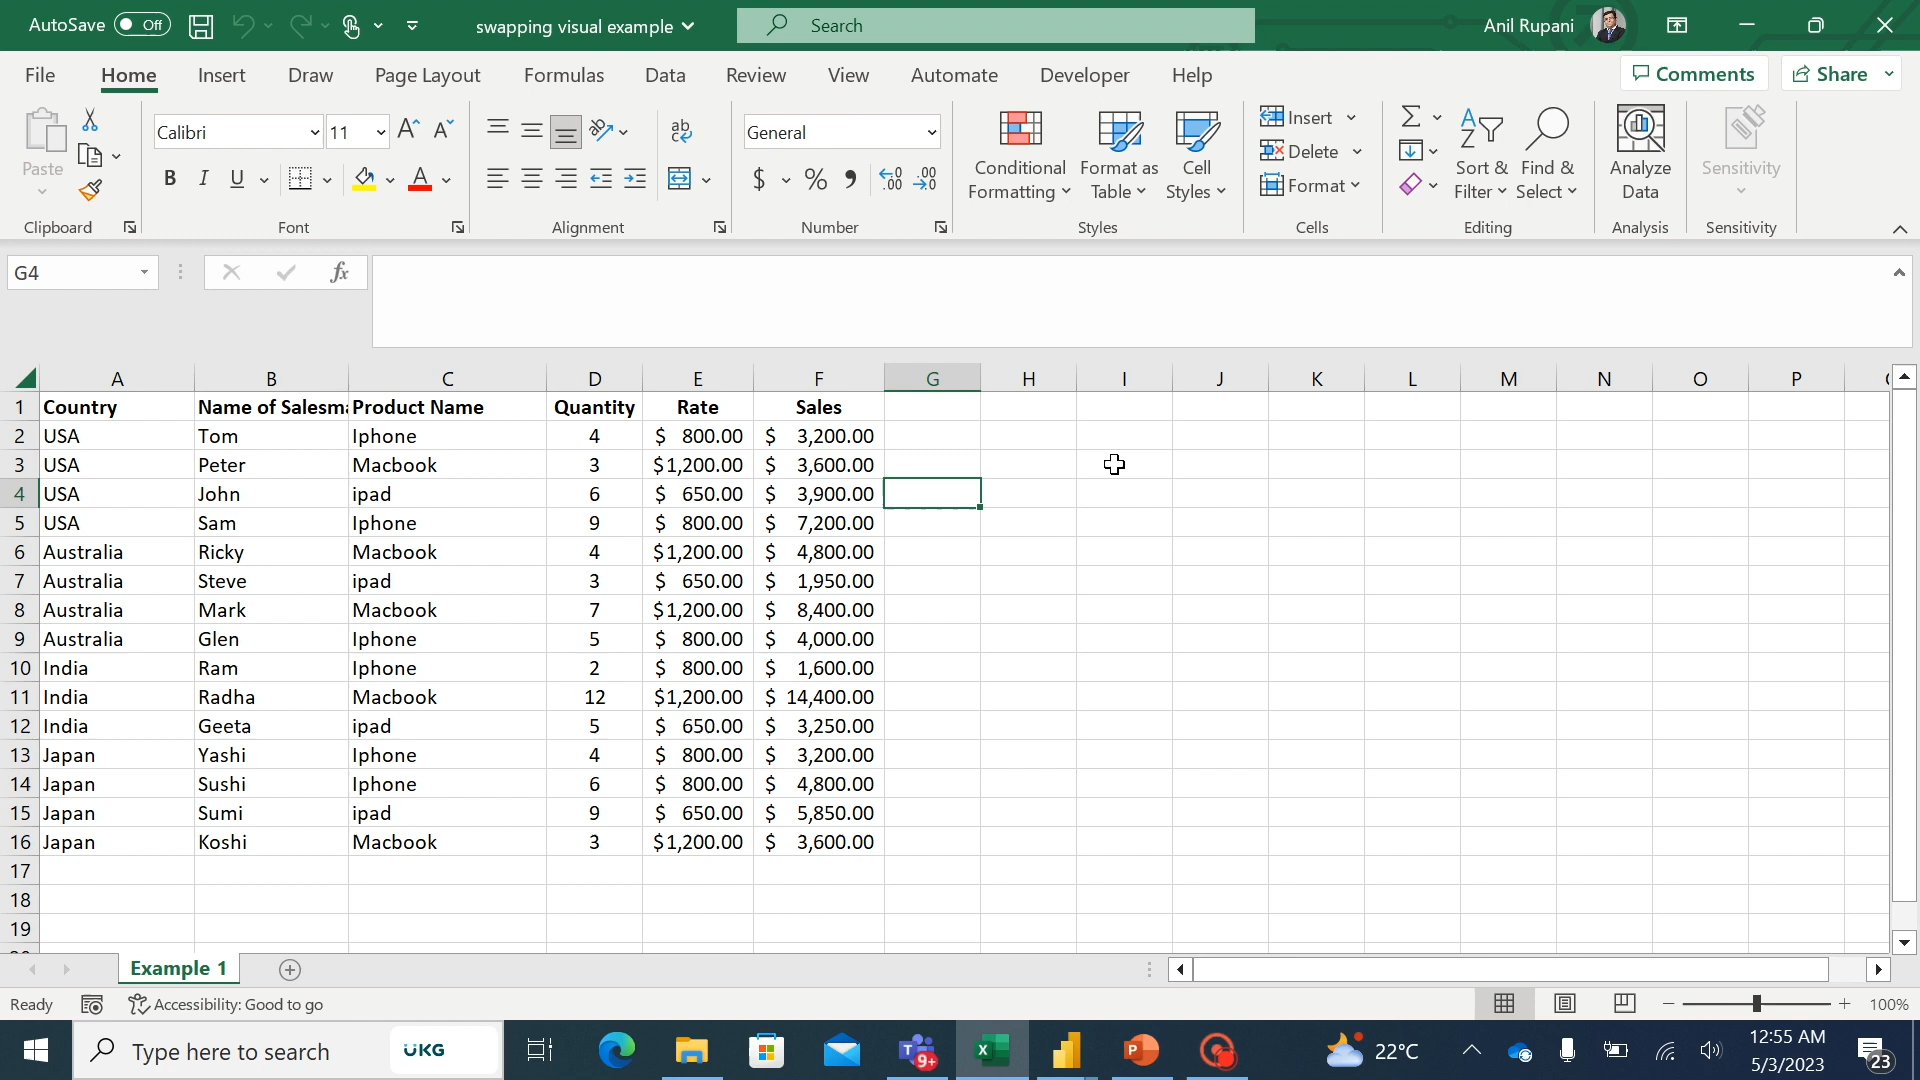 AutoSave Off swapping visual example Search Anil Rupani
File Home Insert Draw Page Layout Formulas Data Review View Automate Developer Help Comments Share
Paste Calibri 11 General Conditional Formatting Format as Table Cell Styles Insert Delete Format Sort & Filter Find & Select Analyze Data Sensitivity
Clipboard Font Alignment Number Styles Cells Editing Analysis Sensitivity
G4 fx
A B C D E F G H I J K L M N O P
1 Country Name of Salesma Product Name Quantity Rate Sales
2 USA Tom Iphone 4 $ 800.00 $ 3,200.00
3 USA Peter Macbook 3 $1,200.00 $ 3,600.00
4 USA John ipad 6 $ 650.00 $ 3,900.00
5 USA Sam Iphone 9 $ 800.00 $ 7,200.00
6 Australia Ricky Macbook 4 $1,200.00 $ 4,800.00
7 Australia Steve ipad 3 $ 650.00 $ 1,950.00
8 Australia Mark Macbook 7 $1,200.00 $ 8,400.00
9 Australia Glen Iphone 5 $ 800.00 $ 4,000.00
10 India Ram Iphone 2 $ 800.00 $ 1,600.00
11 India Radha Macbook 12 $1,200.00 $ 14,400.00
12 India Geeta ipad 5 $ 650.00 $ 3,250.00
13 Japan Yashi Iphone 4 $ 800.00 $ 3,200.00
14 Japan Sushi Iphone 6 $ 800.00 $ 4,800.00
15 Japan Sumi ipad 9 $ 650.00 $ 5,850.00
16 Japan Koshi Macbook 3 $1,200.00 $ 3,600.00
17
18
19
Example 1
Ready Accessibility: Good to go 100%
Type here to search UKG 9+ 22°C 12:55 AM
5/3/2023 23